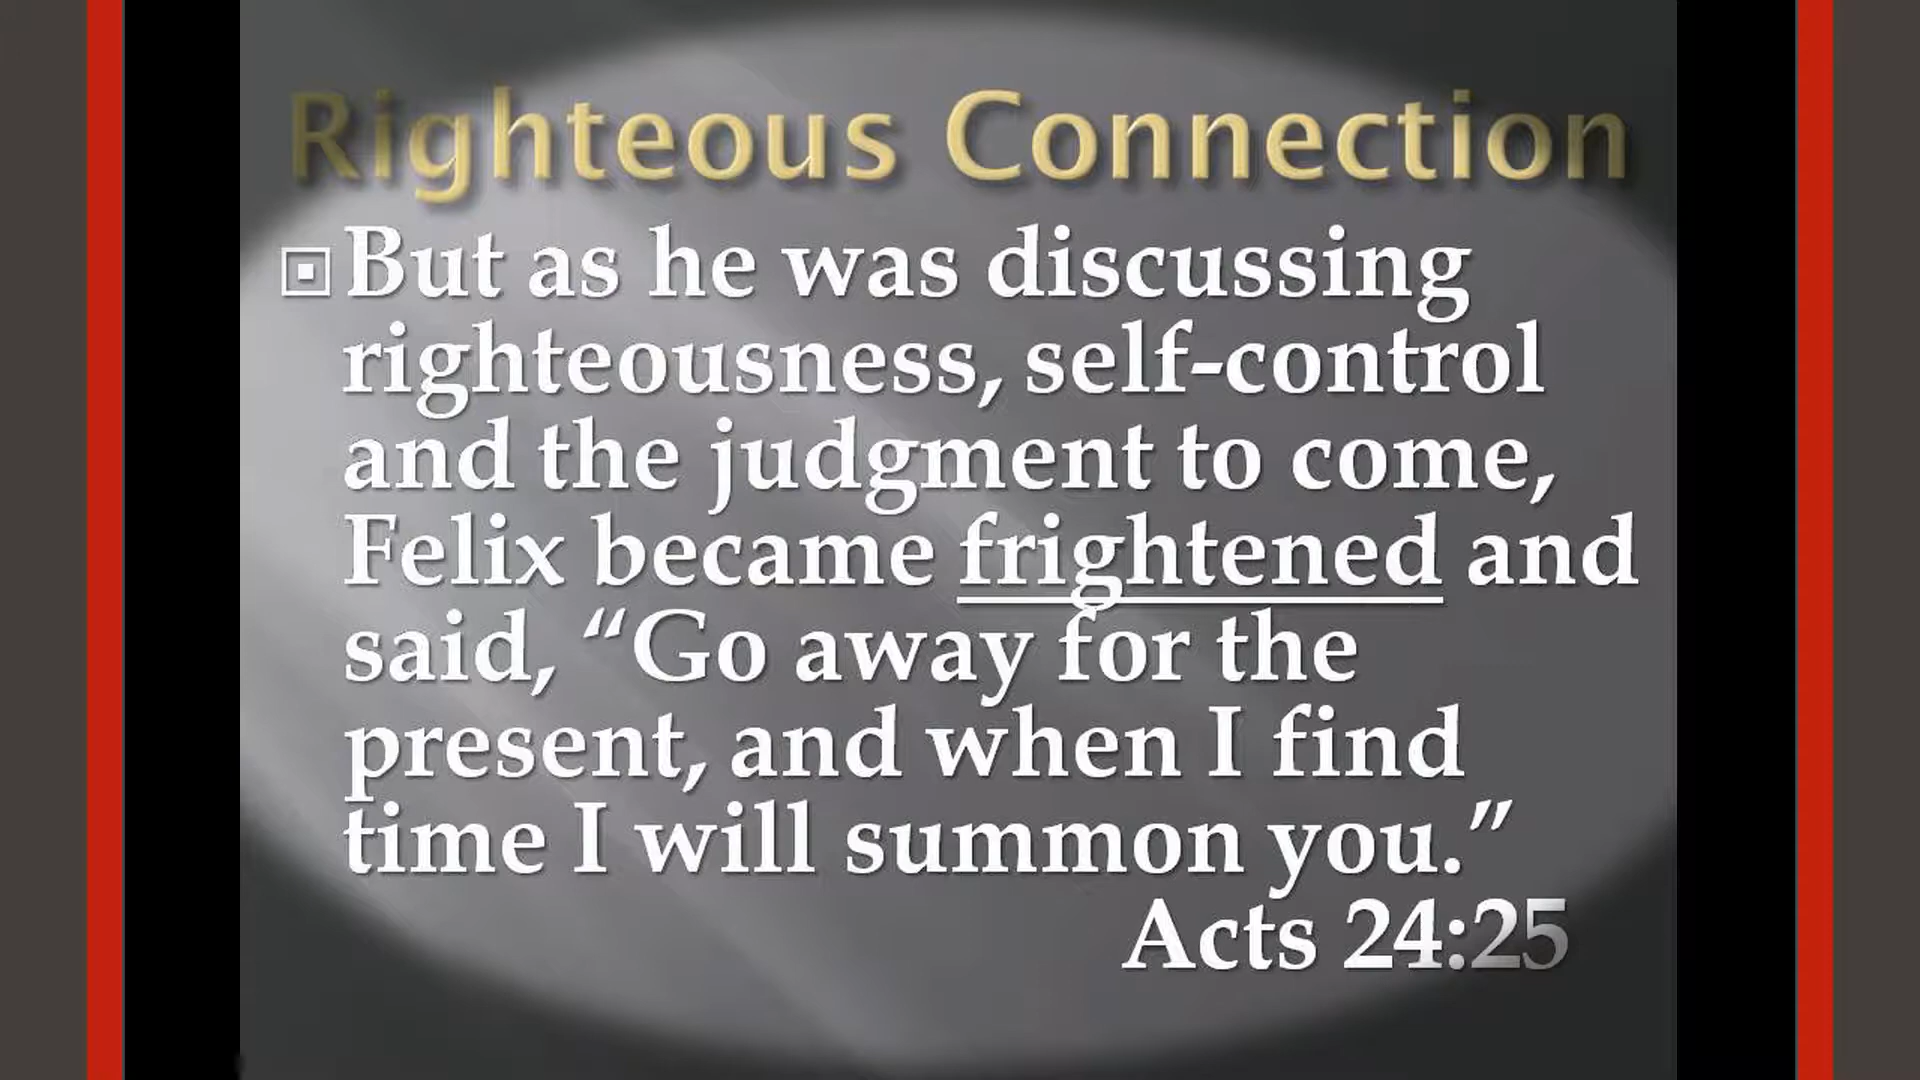 Righteous Connection
But as he was discussing
righteousness, self-control
and the judgment to come,
Felix became frightened and
said, “Go away for the
present, and when I find
time I will summon you.”
Acts 24:25